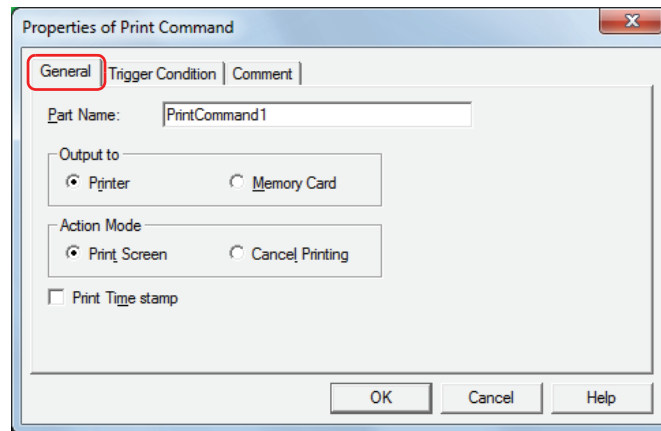 Properties of Print Command
General Trigger Condition Comment
Part Name: PrintCommand1
Output to
Printer Memory Card
Action Mode
Print Screen Cancel Printing
Print Time stamp
OK Cancel Help